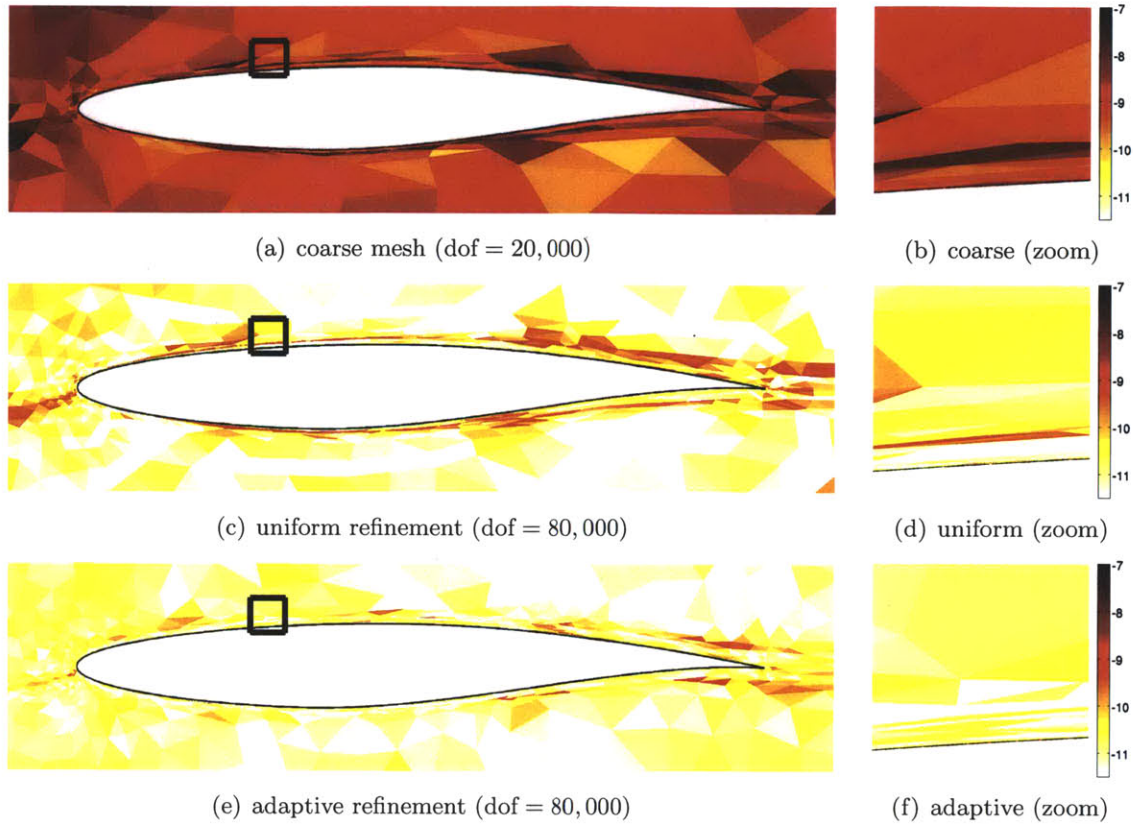 -7
-8
-9
-10
-11
(a) coarse mesh (dof = 20,000)
(b) coarse (zoom)
-7
-8
-9
-10
-11
(c) uniform refinement (dof = 80,000)
(d) uniform (zoom)
-7
-8
-9
-10
-11
(e) adaptive refinement (dof = 80,000)
(f) adaptive (zoom)